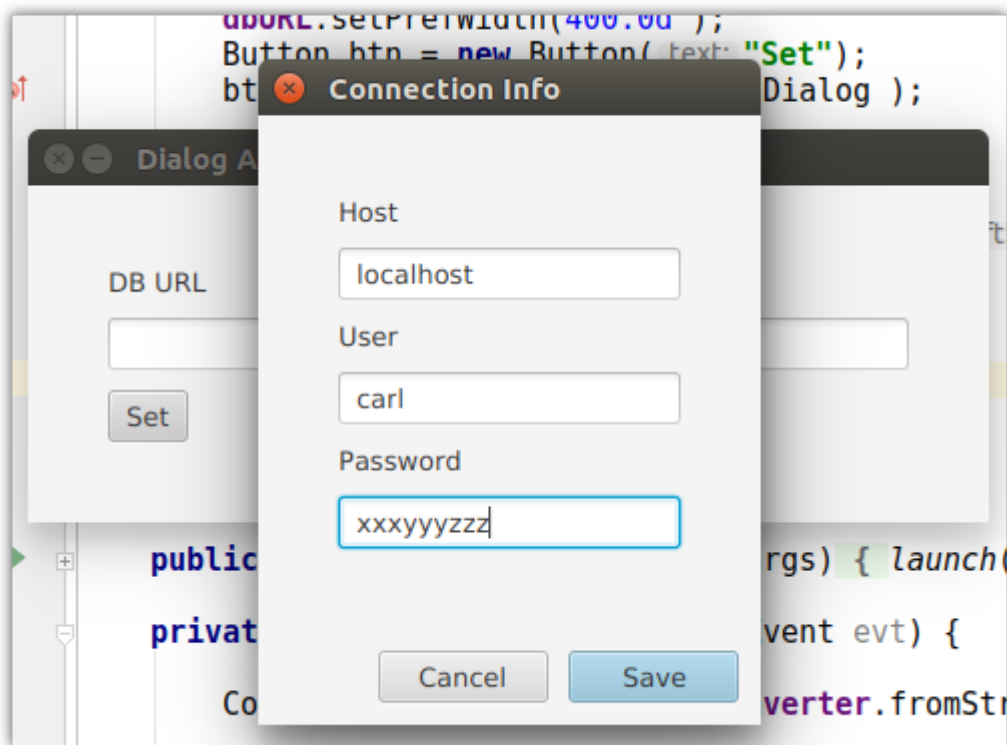 dbURL.setPrefWidth(400.0d );
Button btn = new Button( text: "Set");
bt
Dialog );
Connection Info
Dialog A
Host
localhost
DB URL
User
carl
Set
Password
xxxyyyzzz
public
rgs) { launch(
privat
vent evt) {
Cancel
Save
Co
verter.fromStr